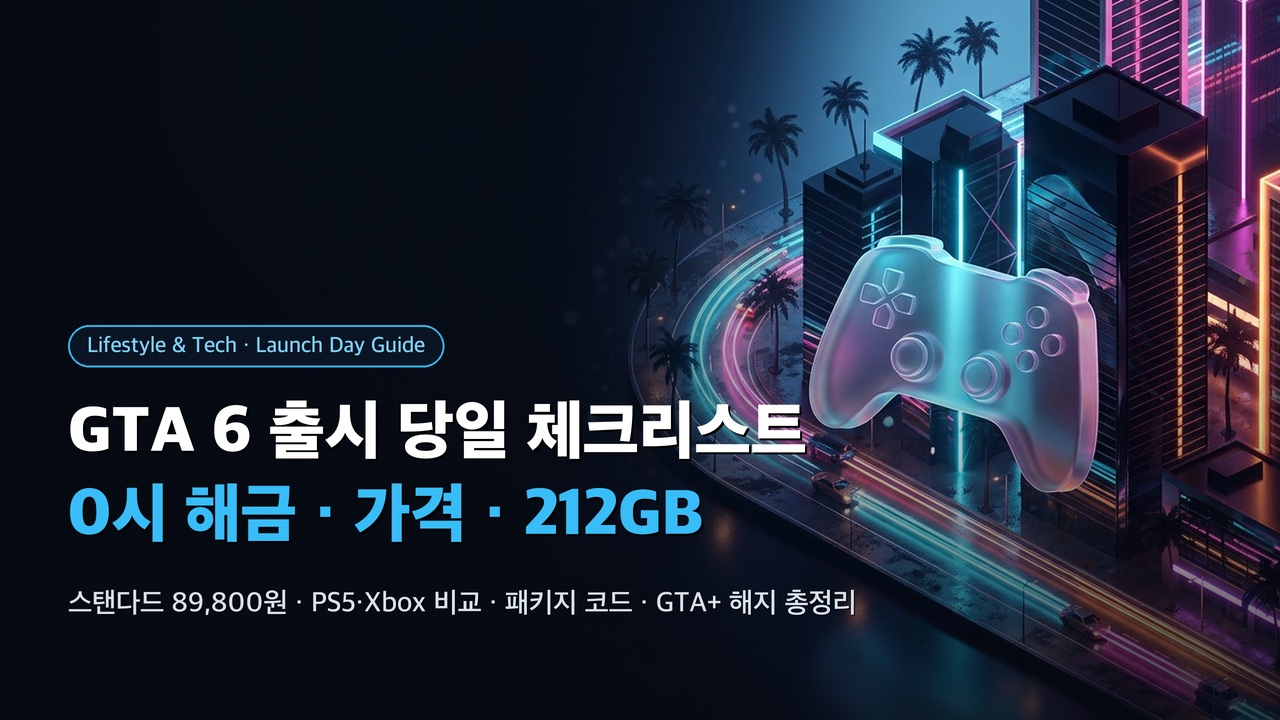 Lifestyle & Tech · Launch Day Guide
GTA 6 출시 당일 체크리스트
0시 해금 · 가격 · 212GB
스탠다드 89,800원 · PS5·Xbox 비교 · 패키지 코드 · GTA+ 해지 총정리